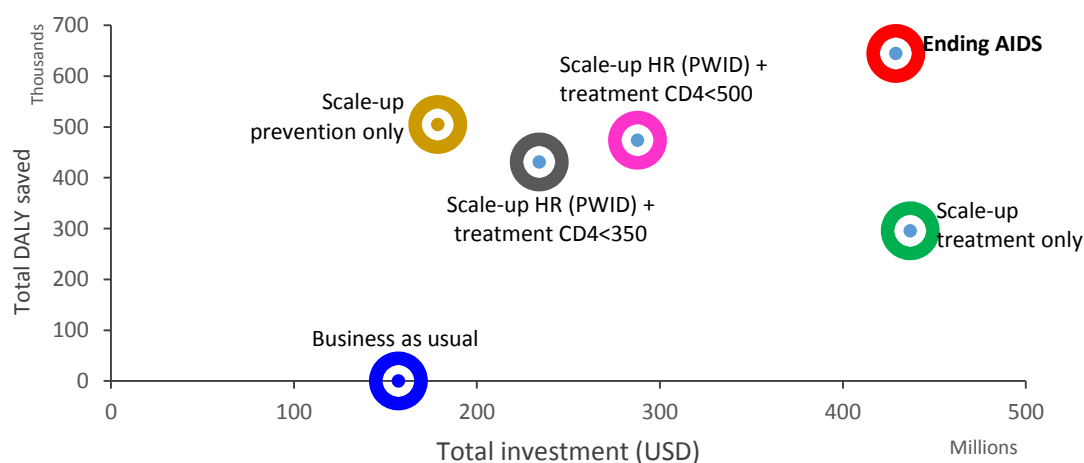 Thousands
Total DALY saved
700
600
500
400
300
200
100
0
Ending AIDS
Scale-up HR (PWID) +
treatment CD4<500
Scale-up
prevention only
Scale-up HR (PWID) +
treatment CD4<350
Scale-up
treatment only
Business as usual
0
100
200
300
400
500
Total investment (USD)
Millions